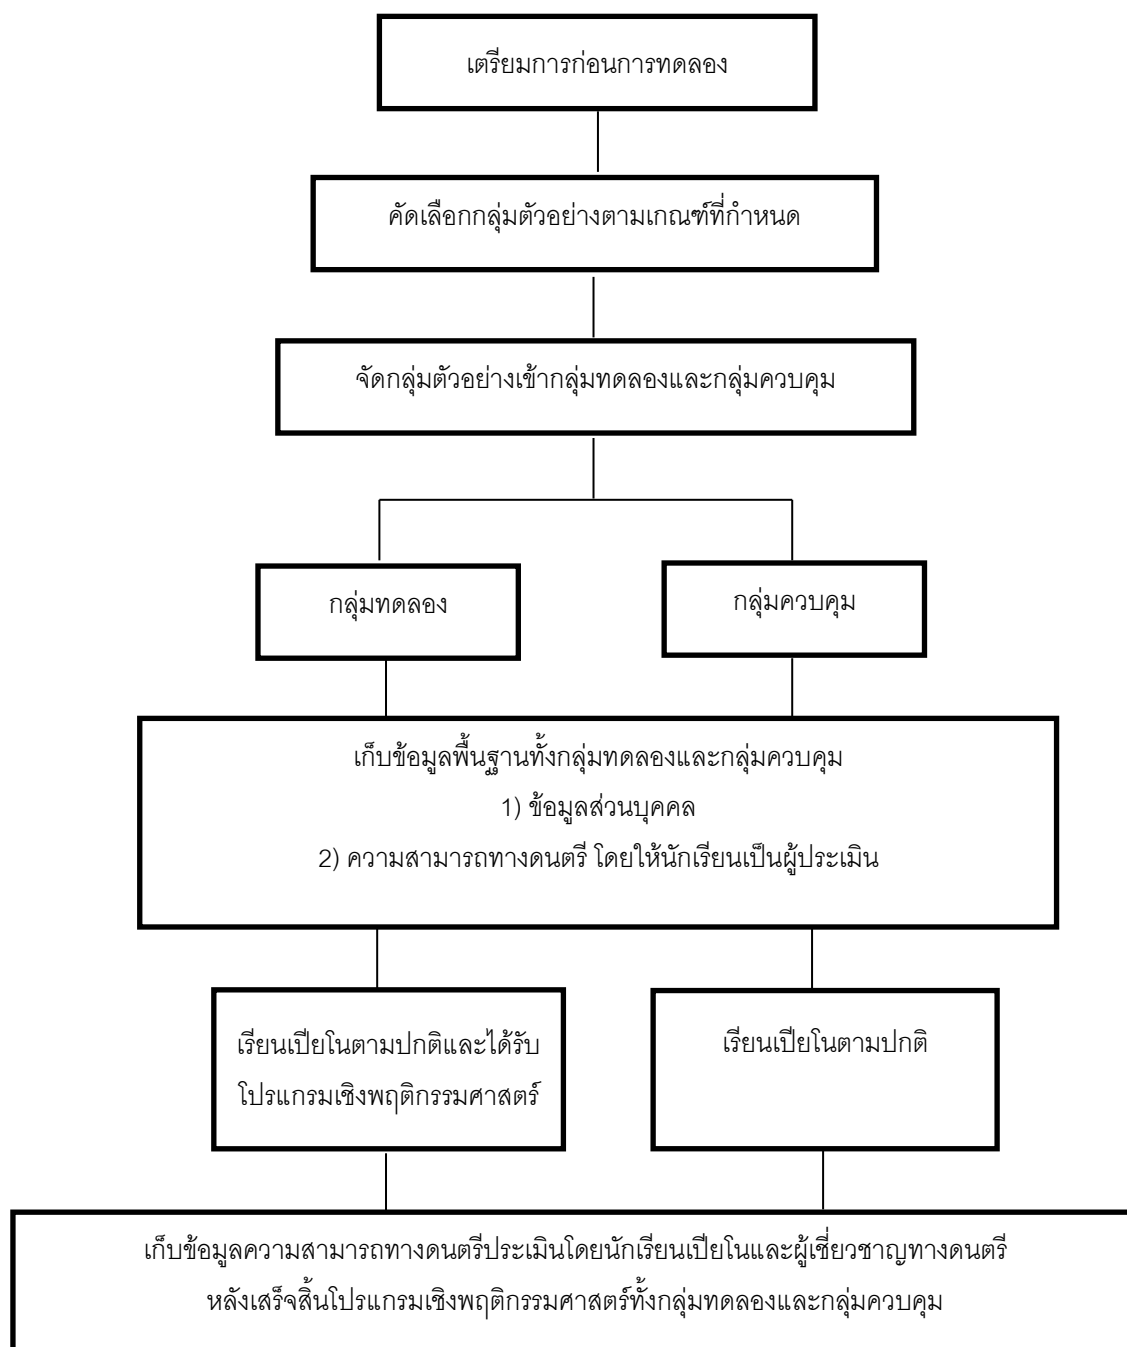 เตรียมการก่อนการทดลอง
คัดเลือกกลุ่มตัวอย่างตามเกณฑ์ที่กำหนด
จัดกลุ่มตัวอย่างเข้ากลุ่มทดลองและกลุ่มควบคุม
กลุ่มทดลอง
กลุ่มควบคุม
เก็บข้อมูลพื้นฐานทั้งกลุ่มทดลองและกลุ่มควบคุม
1) ข้อมูลส่วนบุคคล
2) ความสามารถทางดนตรี โดยให้นักเรียนเป็นผู้ประเมิน
เรียนเปียโนตามปกติและได้รับ
โปรแกรมเชิงพฤติกรรมศาสตร์
เรียนเปียโนตามปกติ
เก็บข้อมูลความสามารถทางดนตรีประเมินโดยนักเรียนเปียโนและผู้เชี่ยวชาญทางดนตรี
หลังเสร็จสิ้นโปรแกรมเชิงพฤติกรรมศาสตร์ทั้งกลุ่มทดลองและกลุ่มควบคุม